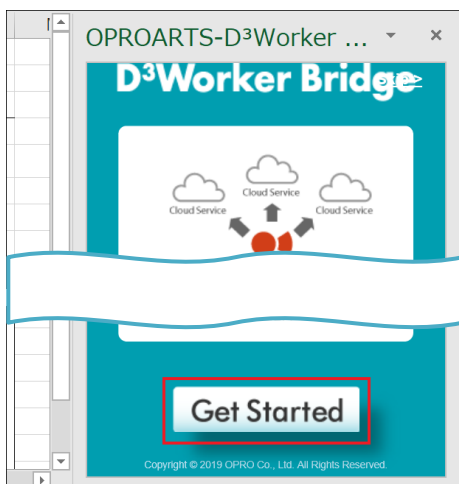 OPROARTS-D³Worker ...
D³Worker Bridge
Cloud Service
Cloud Service
Cloud Service
Get Started
Copyright © 2019 OPRO Co., Ltd. All Rights Reserved.